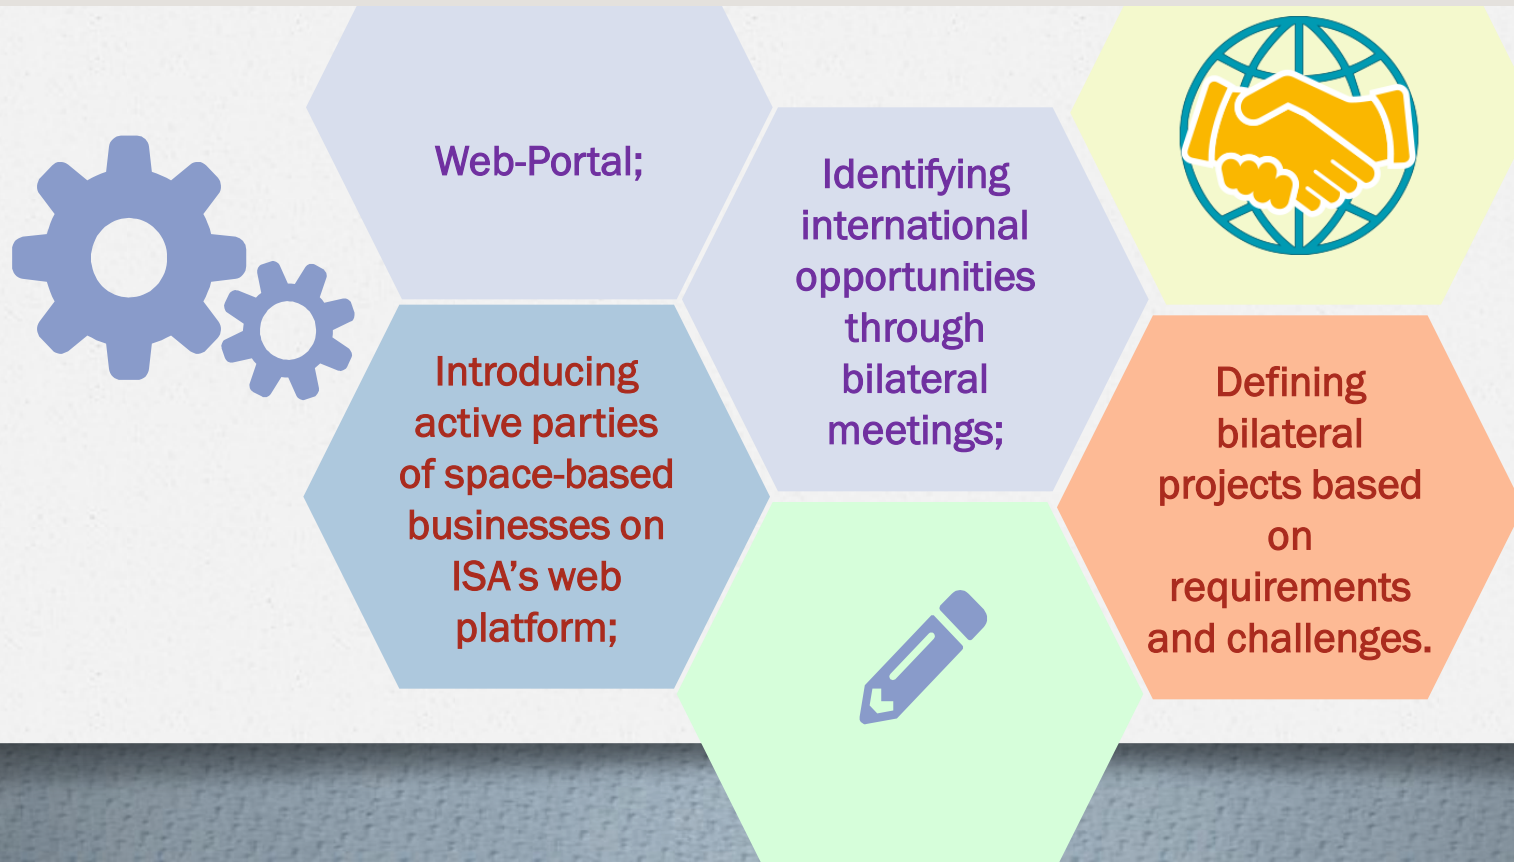 Web-Portal;
Introducing
active parties
of space-based
businesses on
ISA’s web
platform;
Identifying
international
opportunities
through
bilateral
meetings;
Defining
bilateral
projects based
on
requirements
and challenges.